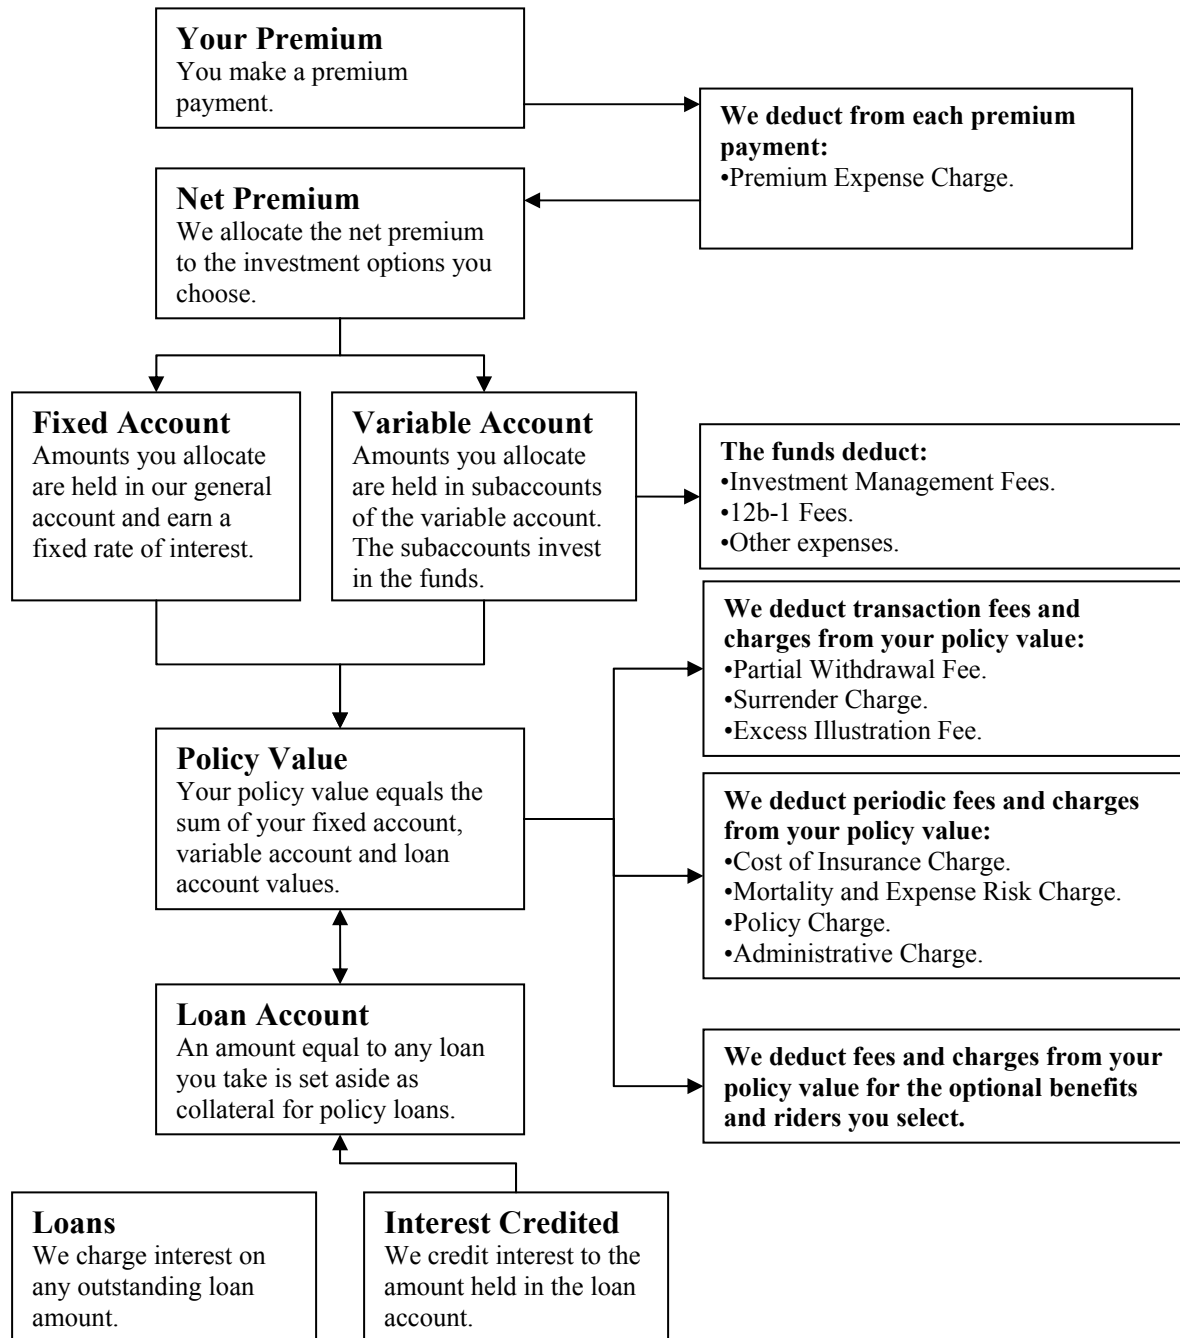 Your Premium
You make a premium
payment.
We deduct from each premium
payment:
•Premium Expense Charge.
Net Premium
We allocate the net premium
to the investment options you
choose.
Fixed Account
Amounts you allocate
are held in our general
account and earn a
fixed rate of interest.
Variable Account
Amounts you allocate
are held in subaccounts
of the variable account.
The subaccounts invest
in the funds.
The funds deduct:
•Investment Management Fees.
•12b-1 Fees.
•Other expenses.
We deduct transaction fees and
charges from your policy value:
•Partial Withdrawal Fee.
•Surrender Charge.
•Excess Illustration Fee.
Policy Value
Your policy value equals the
sum of your fixed account,
variable account and loan
account values.
We deduct periodic fees and charges
from your policy value:
•Cost of Insurance Charge.
•Mortality and Expense Risk Charge.
•Policy Charge.
•Administrative Charge.
Loan Account
An amount equal to any loan
you take is set aside as
collateral for policy loans.
We deduct fees and charges from your
policy value for the optional benefits
and riders you select.
Loans
We charge interest on
any outstanding loan
amount.
Interest Credited
We credit interest to the
amount held in the loan
account.